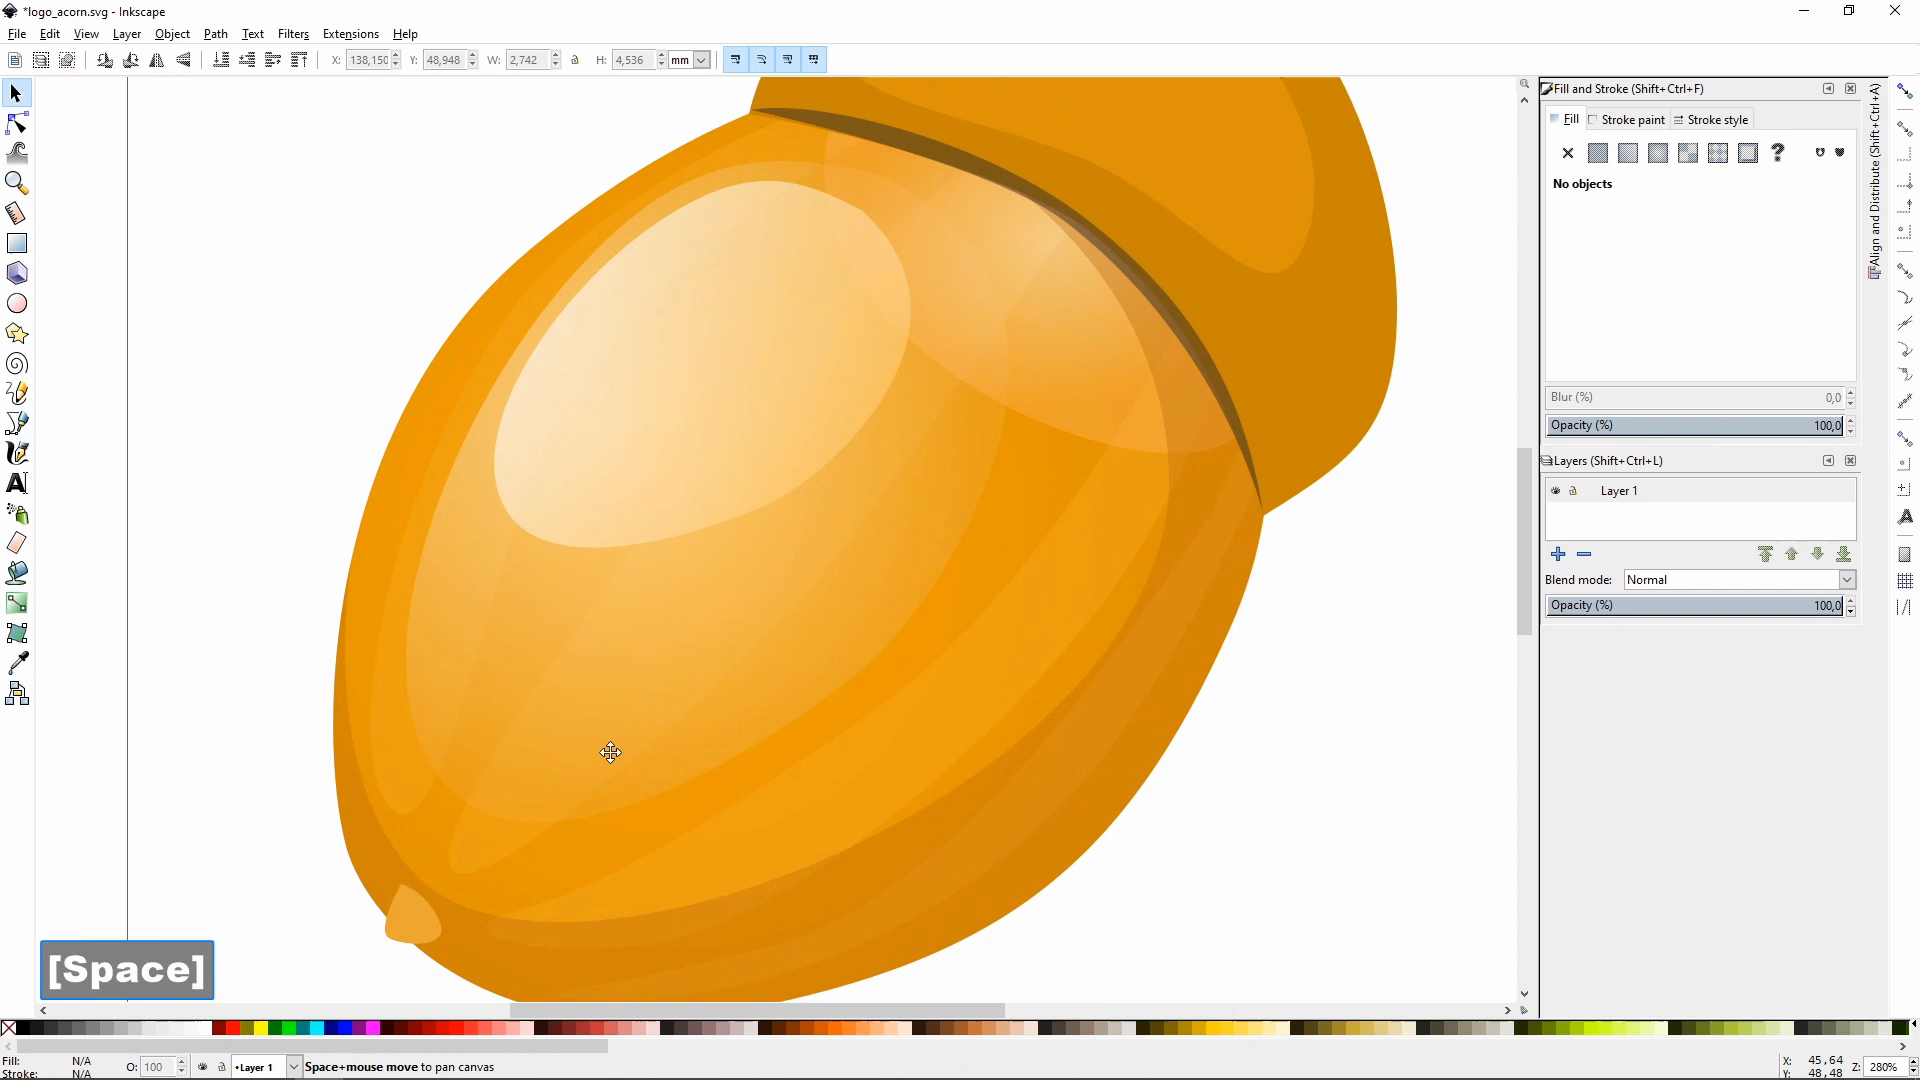 *logo_acorn.svg - Inkscape
File Edit View Layer Object Path Text Filters Extensions Help
X: 138,150 Y: 48,948 W: 2,742 H: 4,536 mm
Fill and Stroke (Shift+Ctrl+F)
Fill Stroke paint Stroke style
No objects
Blur (%) 0,0
Opacity (%) 100,0
Layers (Shift+Ctrl+L)
Layer 1
Blend mode: Normal
Opacity (%) 100,0
Align and Distribute (Shift+Ctrl+A)
[Space]
Fill: N/A
Stroke: N/A
O: 100
•Layer 1
Space+mouse move to pan canvas
X: 45,64
Y: 48,48
Z: 280%